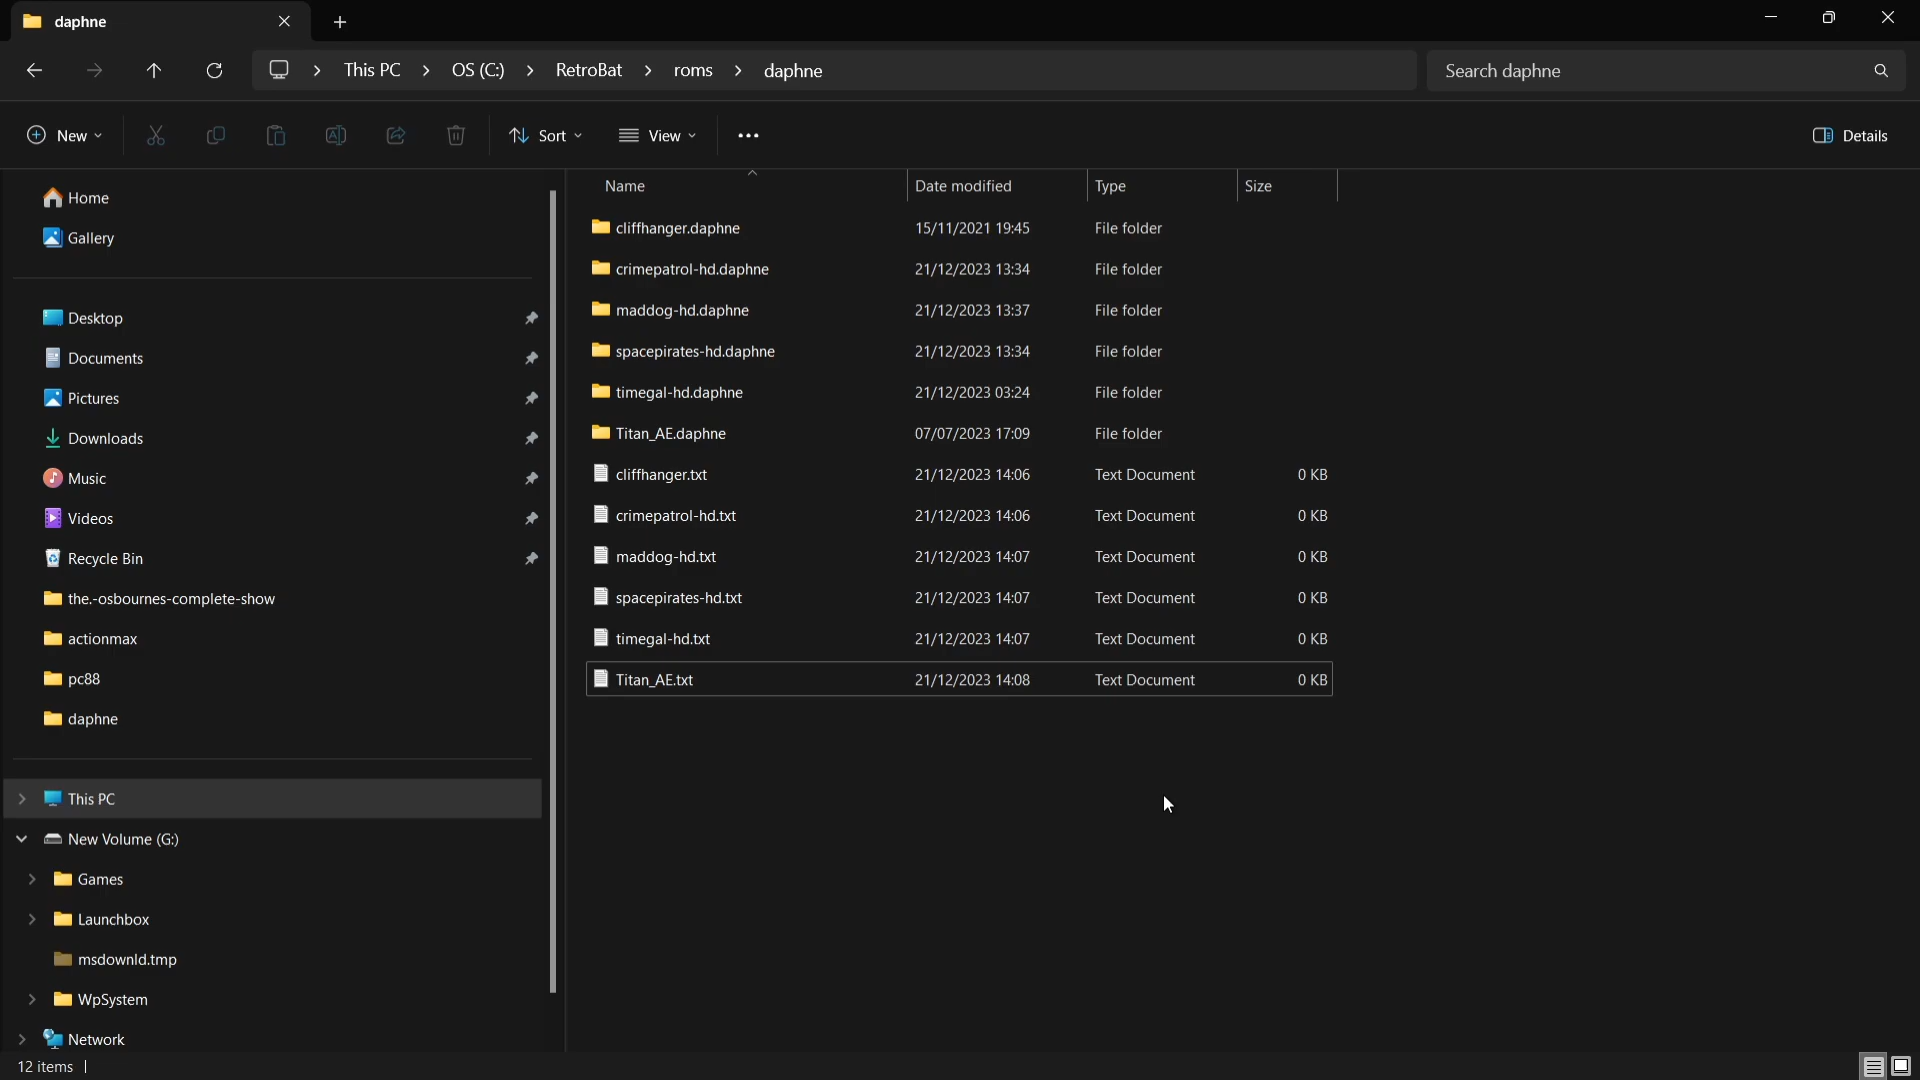 daphne
This PC > OS (C:) > RetroBat > roms > daphne
Search daphne
New
Sort
View
Details
Home
Gallery
Desktop
Documents
Pictures
Downloads
Music
Videos
Recycle Bin
the.-osbournes-complete-show
actionmax
pc88
daphne
This PC
New Volume (G:)
Games
Launchbox
msdownld.tmp
WpSystem
Network
Name Date modified Type Size
cliffhanger.daphne 15/11/2021 19:45 File folder
crimepatrol-hd.daphne 21/12/2023 13:34 File folder
maddog-hd.daphne 21/12/2023 13:37 File folder
spacepirates-hd.daphne 21/12/2023 13:34 File folder
timegal-hd.daphne 21/12/2023 03:24 File folder
Titan_AE.daphne 07/07/2023 17:09 File folder
cliffhanger.txt 21/12/2023 14:06 Text Document 0 KB
crimepatrol-hd.txt 21/12/2023 14:06 Text Document 0 KB
maddog-hd.txt 21/12/2023 14:07 Text Document 0 KB
spacepirates-hd.txt 21/12/2023 14:07 Text Document 0 KB
timegal-hd.txt 21/12/2023 14:07 Text Document 0 KB
Titan_AE.txt 21/12/2023 14:08 Text Document 0 KB
12 items